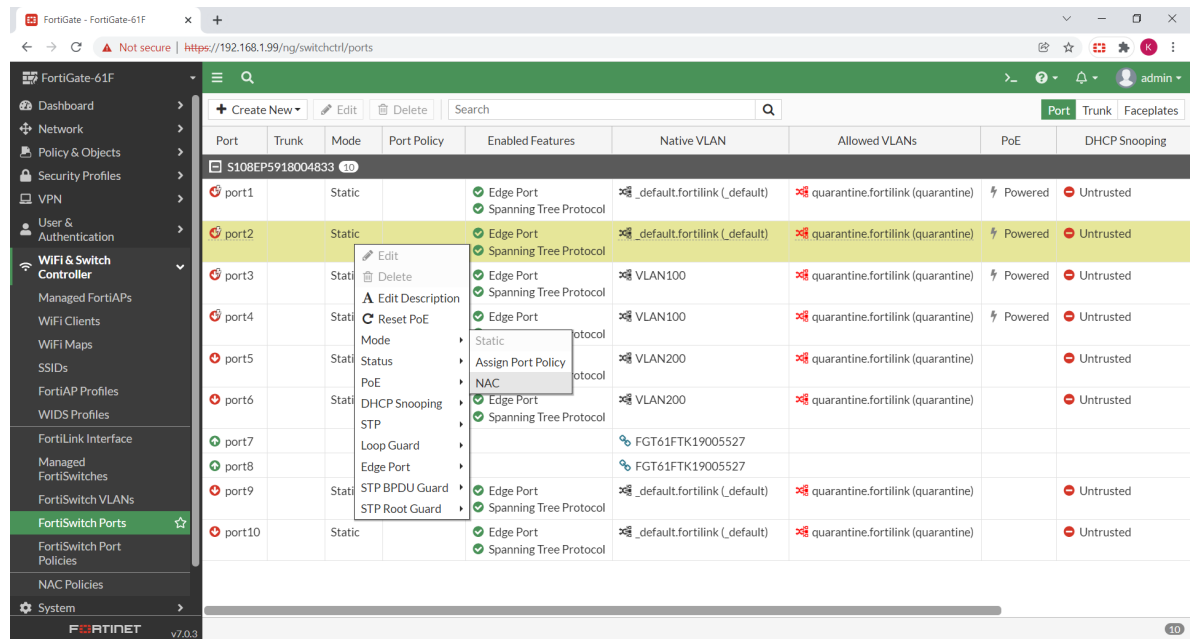 FortiGate - FortiGate-61F
Not secure | https://192.168.1.99/ng/switchctrl/ports
K
FortiGate-61F
admin
Dashboard
Network
Policy & Objects
Security Profiles
VPN
User &
Authentication
WiFi & Switch
Controller
Managed FortiAPs
WiFi Clients
WiFi Maps
SSIDs
FortiAP Profiles
WIDS Profiles
FortiLink Interface
Managed
FortiSwitches
FortiSwitch VLANs
FortiSwitch Ports
FortiSwitch Port
Policies
NAC Policies
System
FORTINET v7.0.3
+ Create New Edit Delete Search Port Trunk Faceplates
Port Trunk Mode Port Policy Enabled Features Native VLAN Allowed VLANs PoE DHCP Snooping
S108EP5918004833 10
port1 Static Edge Port _default.fortilink (_default) quarantine.fortilink (quarantine) Powered Untrusted
Spanning Tree Protocol
port2 Static Edge Port _default.fortilink (_default) quarantine.fortilink (quarantine) Powered Untrusted
Spanning Tree Protocol
port3 Stati Edge Port VLAN100 quarantine.fortilink (quarantine) Powered Untrusted
Spanning Tree Protocol
port4 Stati Edge Port VLAN100 quarantine.fortilink (quarantine) Powered Untrusted
otocol
port5 Stati VLAN200 quarantine.fortilink (quarantine) Untrusted
otocol
port6 Stati Edge Port VLAN200 quarantine.fortilink (quarantine) Untrusted
Spanning Tree Protocol
port7 FGT61FTK19005527
port8 FGT61FTK19005527
port9 Stati Edge Port _default.fortilink (_default) quarantine.fortilink (quarantine) Untrusted
Spanning Tree Protocol
port10 Static Edge Port _default.fortilink (_default) quarantine.fortilink (quarantine) Untrusted
Spanning Tree Protocol
Edit
Delete
Edit Description
Reset PoE
Mode
Status
PoE
DHCP Snooping
STP
Loop Guard
Edge Port
STP BPDU Guard
STP Root Guard
Static
Assign Port Policy
NAC
10